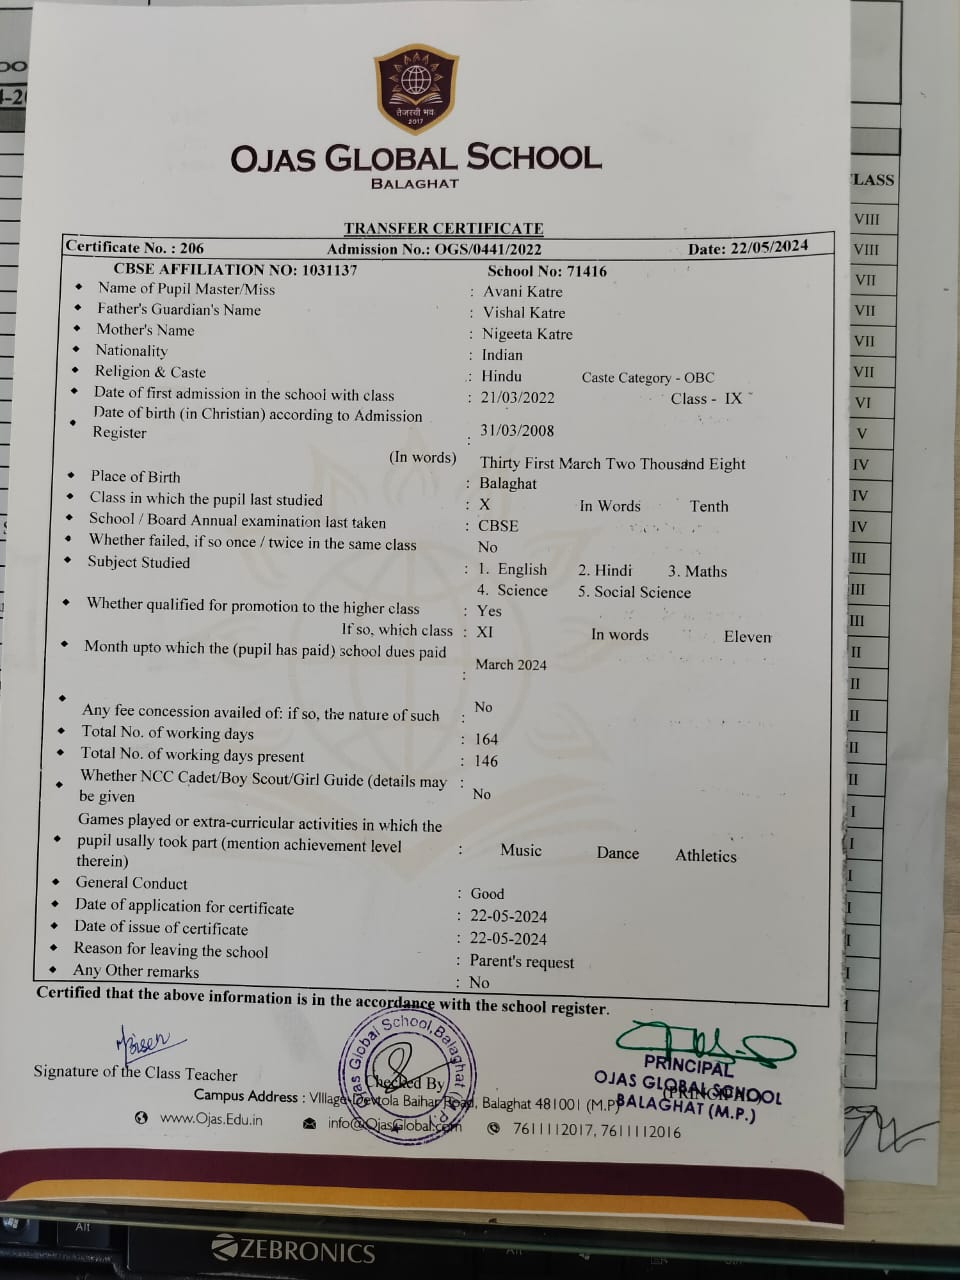 तेजस्वी भवः
2017
OJAS GLOBAL SCHOOL
BALAGHAT
TRANSFER CERTIFICATE
Certificate No. : 206 Admission No.: OGS/0441/2022 Date: 22/05/2024
CBSE AFFILIATION NO: 1031137 School No: 71416
Name of Pupil Master/Miss : Avani Katre
Father's Guardian's Name : Vishal Katre
Mother's Name : Nigeeta Katre
Nationality : Indian
Religion & Caste : Hindu Caste Category - OBC
Date of first admission in the school with class : 21/03/2022 Class - IX
Date of birth (in Christian) according to Admission
Register : 31/03/2008
(In words) Thirty First March Two Thousand Eight
Place of Birth : Balaghat
Class in which the pupil last studied : X In Words Tenth
School / Board Annual examination last taken : CBSE
Whether failed, if so once / twice in the same class No
Subject Studied : 1. English 2. Hindi 3. Maths
4. Science 5. Social Science
Whether qualified for promotion to the higher class : Yes
If so, which class : XI In words Eleven
Month upto which the (pupil has paid) school dues paid : March 2024
Any fee concession availed of: if so, the nature of such : No
Total No. of working days : 164
Total No. of working days present : 146
Whether NCC Cadet/Boy Scout/Girl Guide (details may
be given : No
Games played or extra-curricular activities in which the
pupil usally took part (mention achievement level : Music Dance Athletics
therein)
General Conduct : Good
Date of application for certificate : 22-05-2024
Date of issue of certificate : 22-05-2024
Reason for leaving the school : Parent's request
Any Other remarks : No
Certified that the above information is in the accordance with the school register.
Signature of the Class Teacher
Ojas Global School, Balaghat (M.P.)
Checked By
(PRINCIPAL)
PRINCIPAL
OJAS GLOBAL SCHOOL
BALAGHAT (M.P.)
Campus Address : VIllage-Devtola Baihar Road, Balaghat 481001 (M.P)
www.Ojas.Edu.in info@OjasGlobal.com 7611112017, 7611112016
CLASS
VIII
VIII
VII
VII
VII
VII
VI
V
IV
IV
IV
III
III
III
II
II
II
II
II
I
I
I
I
I
I
Alt
ZEBRONICS